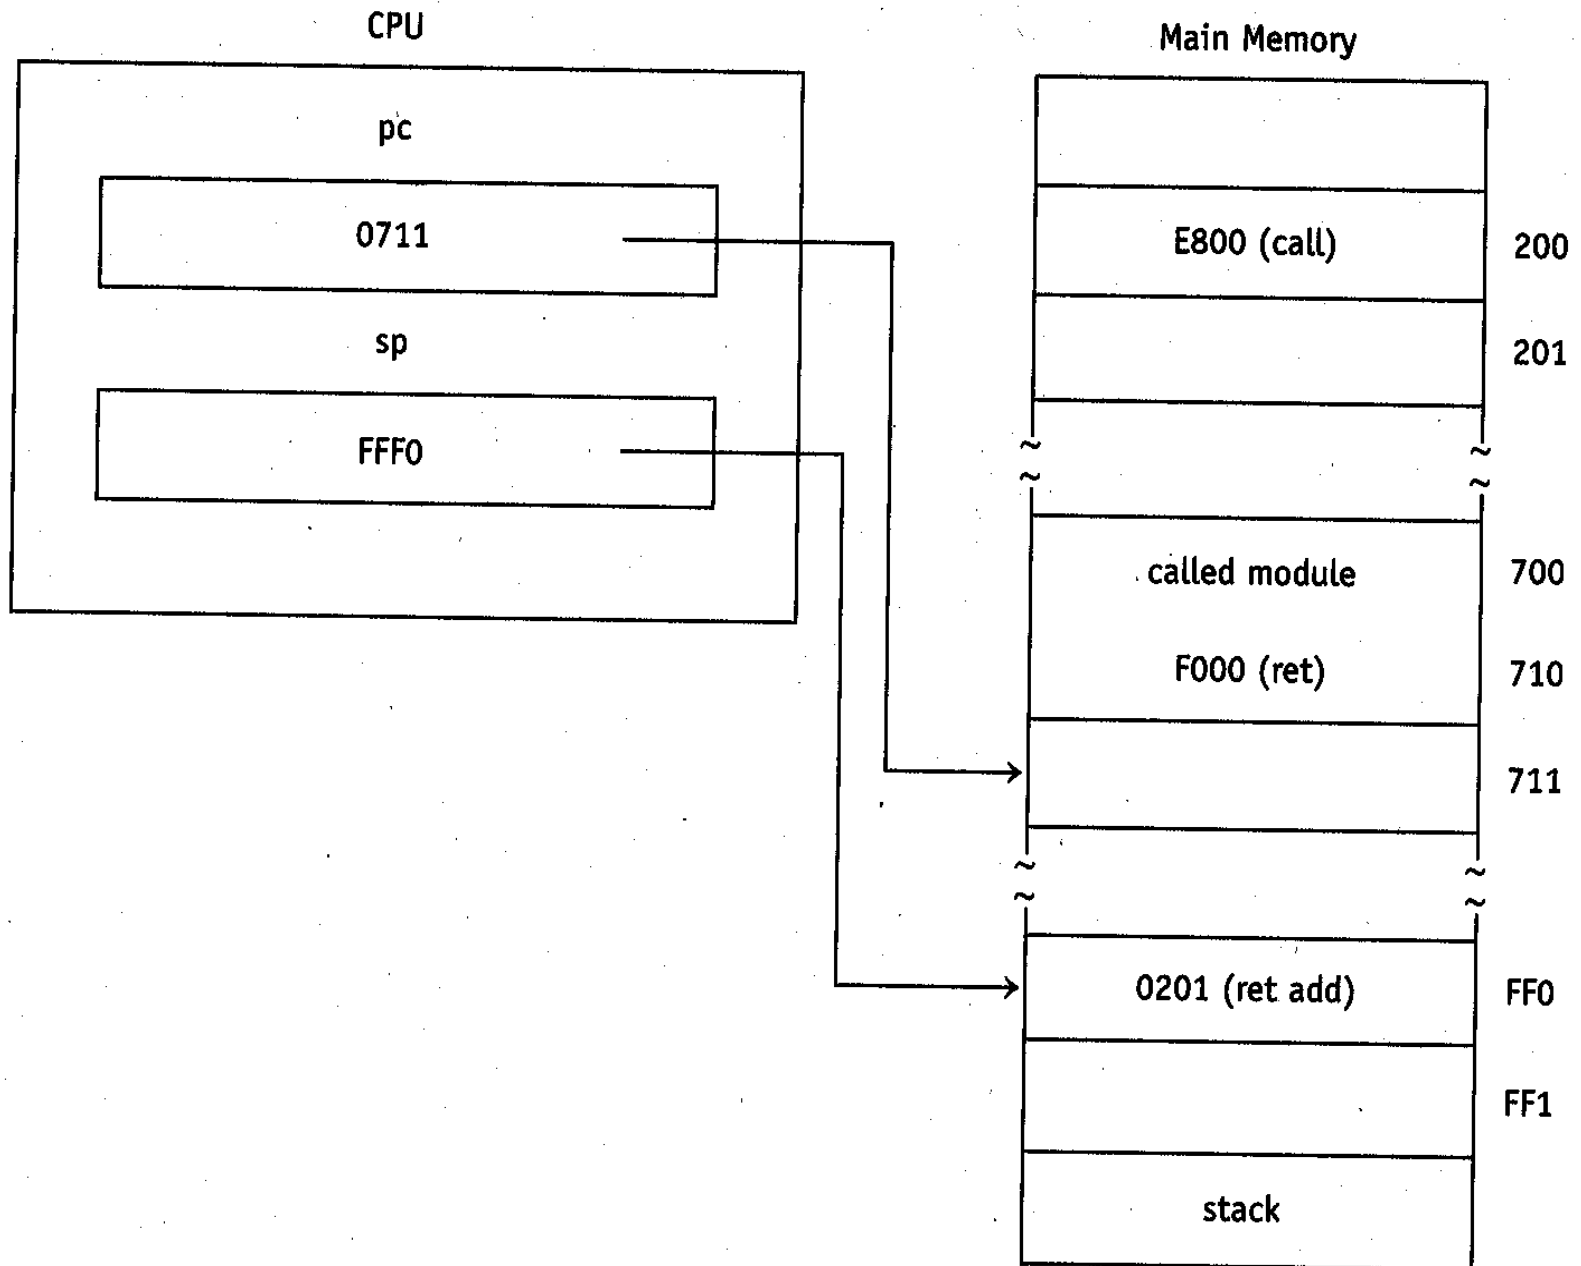 CPU
pc
0711
sp
FFF0
Main Memory
E800 (call)
200
201
called module
700
F000 (ret)
710
711
0201 (ret add)
FF0
FF1
stack